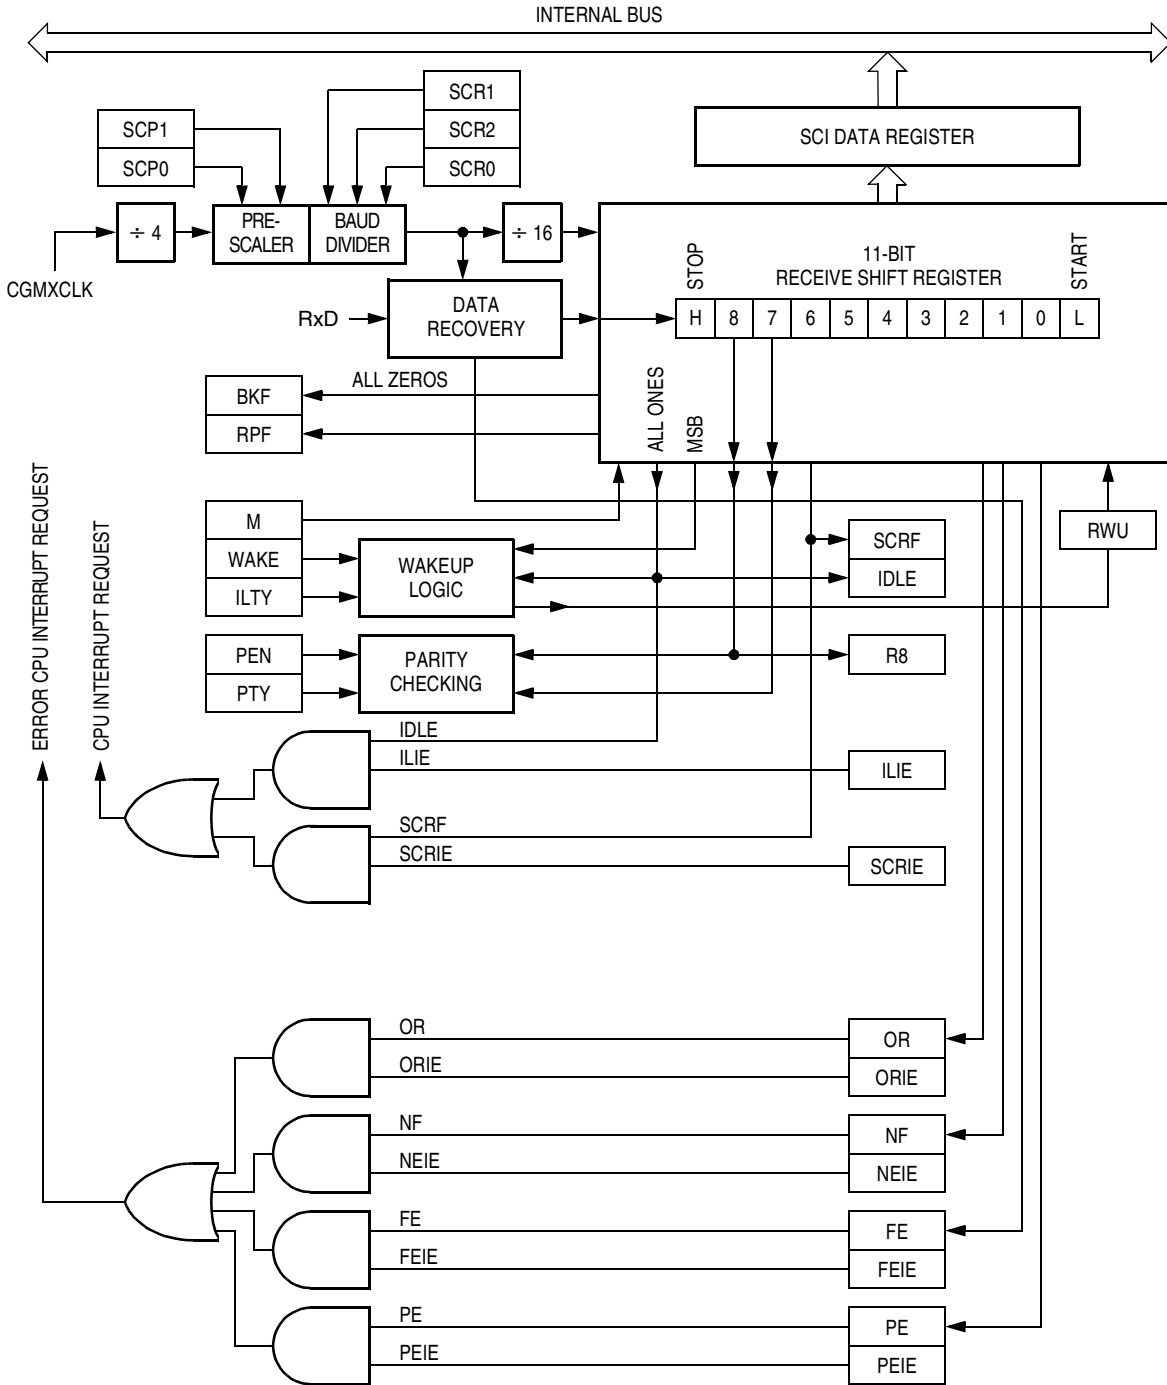 INTERNAL BUS
SCR1
SCR2
SCR0
SCP1
SCP0
SCI DATA REGISTER
÷ 4
PRE-
SCALER
BAUD
DIVIDER
÷ 16
CGMXCLK
RxD
DATA
RECOVERY
STOP
11-BIT
RECEIVE SHIFT REGISTER
START
H 8 7 6 5 4 3 2 1 0 L
ALL ZEROS
BKF
RPF
ALL ONES
MSB
ERROR CPU INTERRUPT REQUEST
CPU INTERRUPT REQUEST
M
WAKE
ILTY
WAKEUP
LOGIC
SCRF
IDLE
RWU
PEN
PTY
PARITY
CHECKING
R8
IDLE
ILIE
ILIE
SCRF
SCRIE
SCRIE
OR
ORIE
OR
ORIE
NF
NEIE
NF
NEIE
FE
FEIE
FE
FEIE
PE
PEIE
PE
PEIE